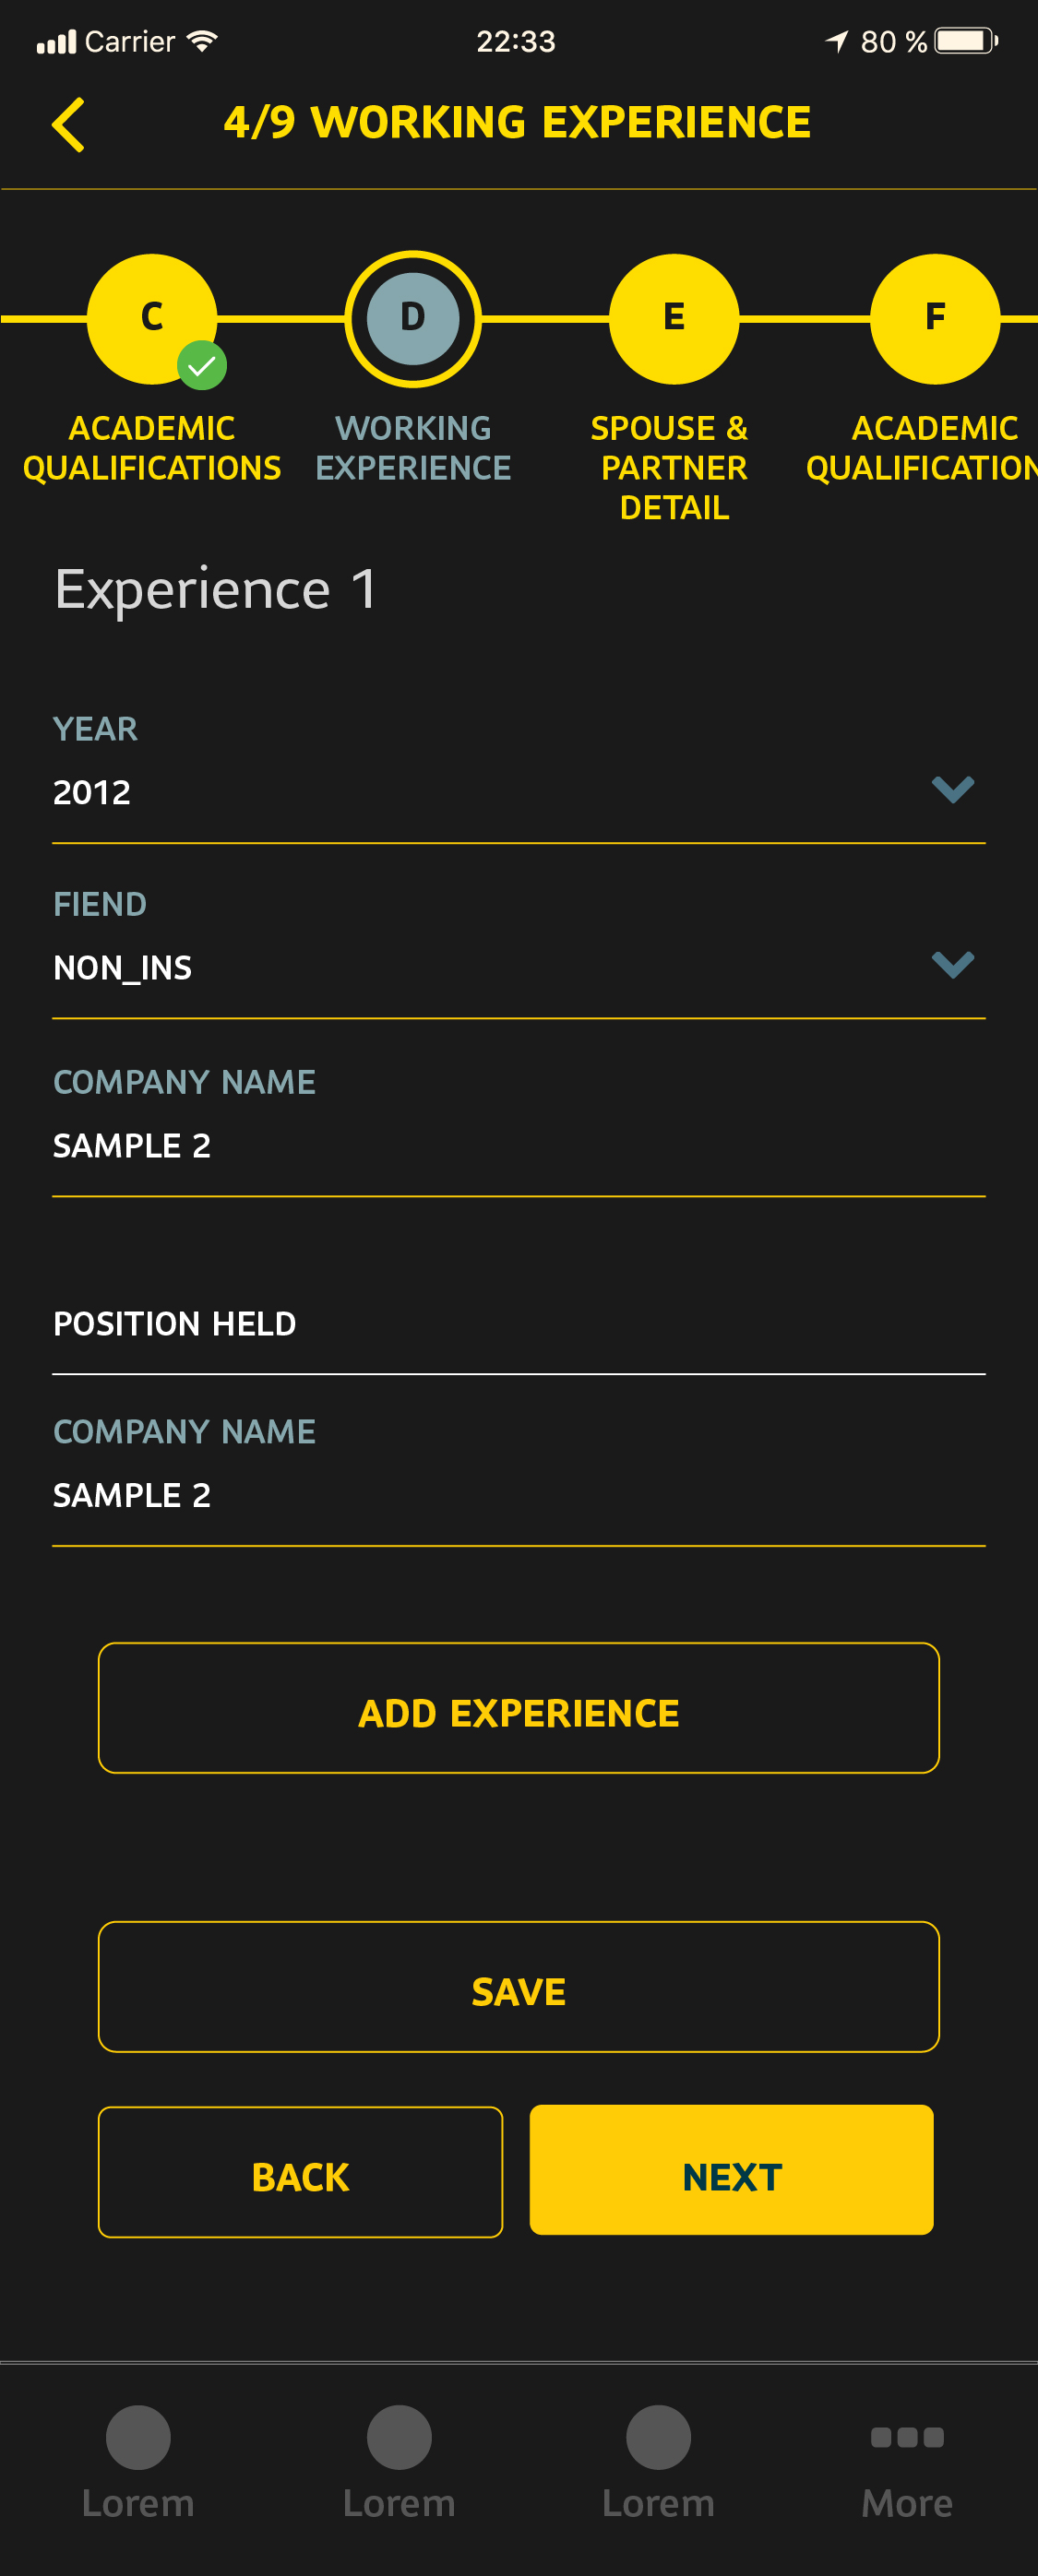 Carrier 22:33 80 %
4/9 WORKING EXPERIENCE
C D E F
ACADEMIC QUALIFICATIONS
WORKING EXPERIENCE
SPOUSE & PARTNER DETAIL
ACADEMIC QUALIFICATION
Experience 1
YEAR
2012
FIEND
NON_INS
COMPANY NAME
SAMPLE 2
POSITION HELD
COMPANY NAME
SAMPLE 2
ADD EXPERIENCE
SAVE
BACK NEXT
Lorem Lorem Lorem More